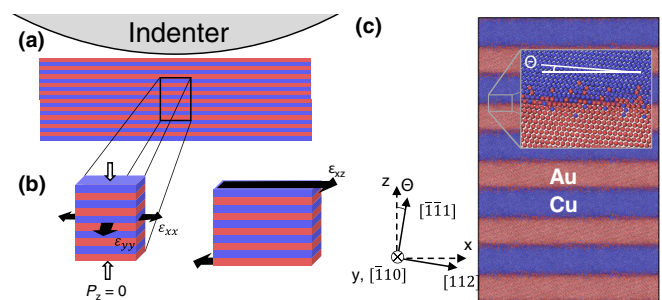 Indenter
(a)
(b)
ε_xx
ε_yy
P_z = 0
ε_xz
(c)
Θ
Au
Cu
z
Θ
[1̅1̅1]
x
y, [1̅10]
[112]